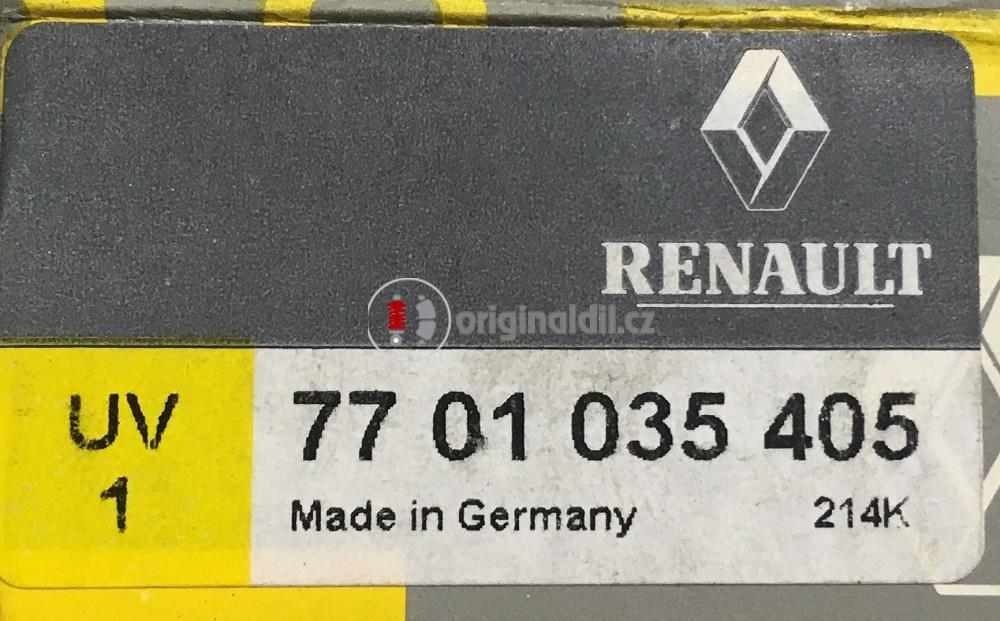 RENAULT
originaldil.cz
UV
1
77 01 035 405
Made in Germany
214K